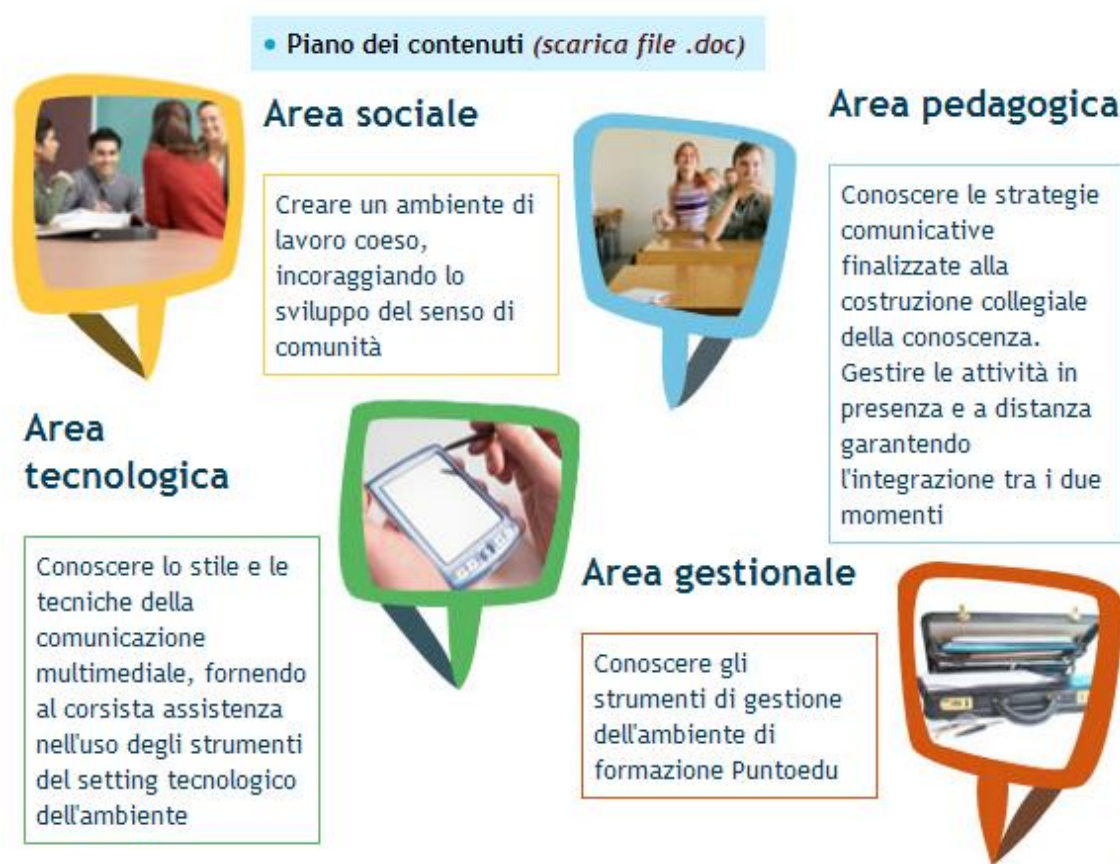 • Piano dei contenuti (scarica file .doc)
Area sociale
Creare un ambiente di
lavoro coeso,
incoraggiando lo
sviluppo del senso di
comunità
Area pedagogica
Conoscere le strategie
comunicative
finalizzate alla
costruzione collegiale
della conoscenza.
Gestire le attività in
presenza e a distanza
garantendo
l'integrazione tra i due
momenti
Area
tecnologica
Conoscere lo stile e le
tecniche della
comunicazione
multimediale, fornendo
al corsista assistenza
nell'uso degli strumenti
del setting tecnologico
dell'ambiente
Area gestionale
Conoscere gli
strumenti di gestione
dell'ambiente di
formazione Puntoedu